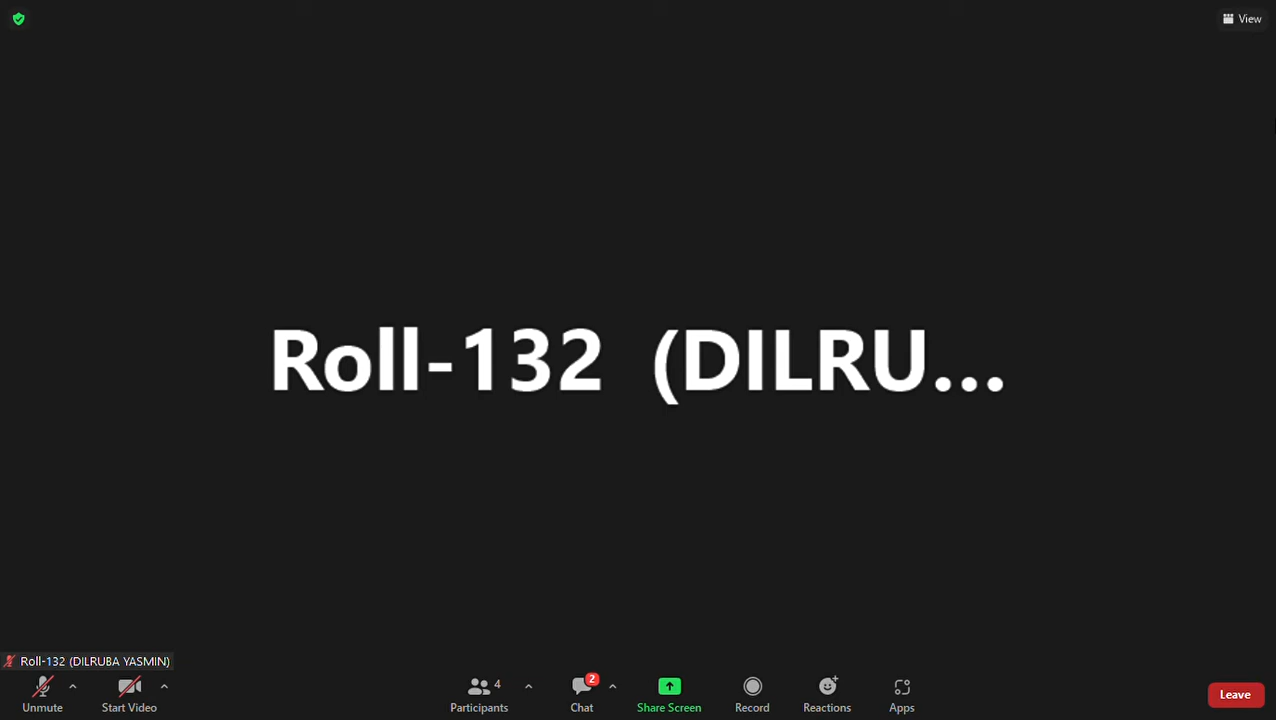 View
Roll-132 (DILRU...
Roll-132 (DILRUBA YASMIN)
Unmute
Start Video
4
Participants
2
Chat
Share Screen
Record
Reactions
Apps
Leave